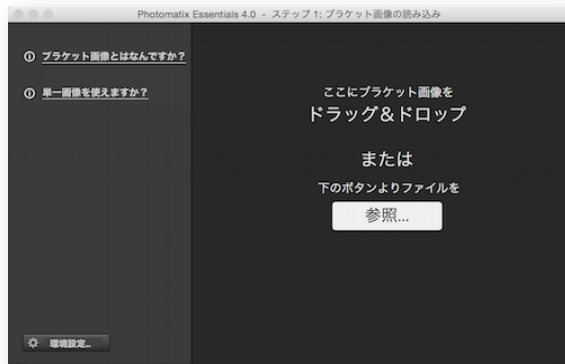 Photomatix Essentials 4.0 - ステップ 1: ブラケット画像の読み込み
ブラケット画像とはなんですか?
単一画像を使えますか?
ここにブラケット画像を
ドラッグ&ドロップ
または
下のボタンよりファイルを
参照...
環境設定...